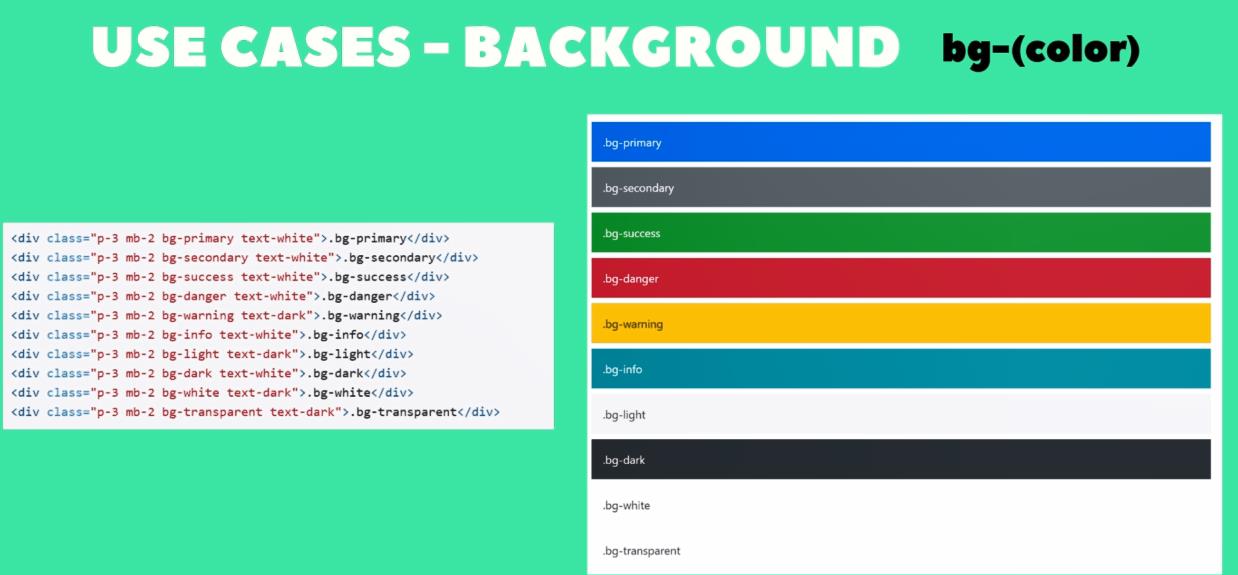 USE CASES - BACKGROUND bg-(color)
<div class="p-3 mb-2 bg-primary text-white">.bg-primary</div>
<div class="p-3 mb-2 bg-secondary text-white">.bg-secondary</div>
<div class="p-3 mb-2 bg-success text-white">.bg-success</div>
<div class="p-3 mb-2 bg-danger text-white">.bg-danger</div>
<div class="p-3 mb-2 bg-warning text-dark">.bg-warning</div>
<div class="p-3 mb-2 bg-info text-white">.bg-info</div>
<div class="p-3 mb-2 bg-light text-dark">.bg-light</div>
<div class="p-3 mb-2 bg-dark text-white">.bg-dark</div>
<div class="p-3 mb-2 bg-white text-dark">.bg-white</div>
<div class="p-3 mb-2 bg-transparent text-dark">.bg-transparent</div>
.bg-primary
.bg-secondary
.bg-success
.bg-danger
.bg-warning
.bg-info
.bg-light
.bg-dark
.bg-white
.bg-transparent